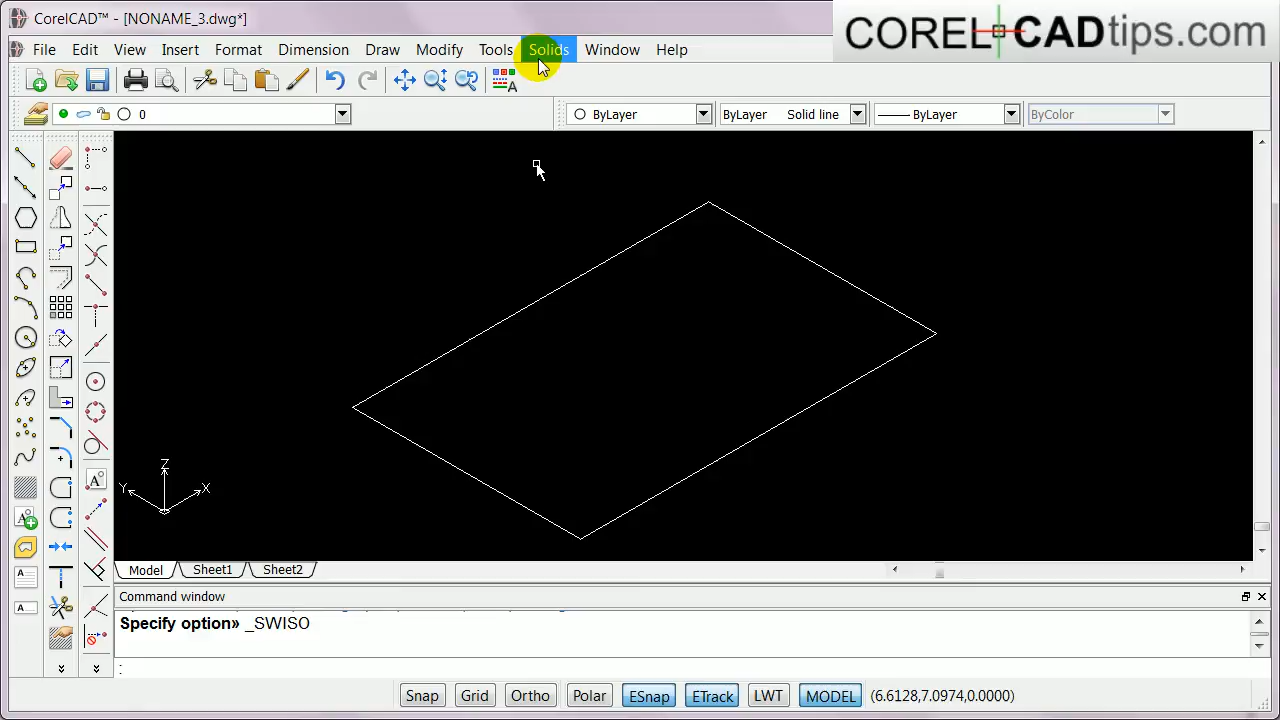 CorelCAD™ - [NONAME_3.dwg*]
CORELCADtips.com
File Edit View Insert Format Dimension Draw Modify Tools Solids Window Help
A
0 ByLayer ByLayer Solid line ByLayer ByColor
Z
Y X
A
A
A
A
Model Sheet1 Sheet2
Command window
Specify option» _SWISO
:
Snap Grid Ortho Polar ESnap ETrack LWT MODEL (6.6128,7.0974,0.0000)